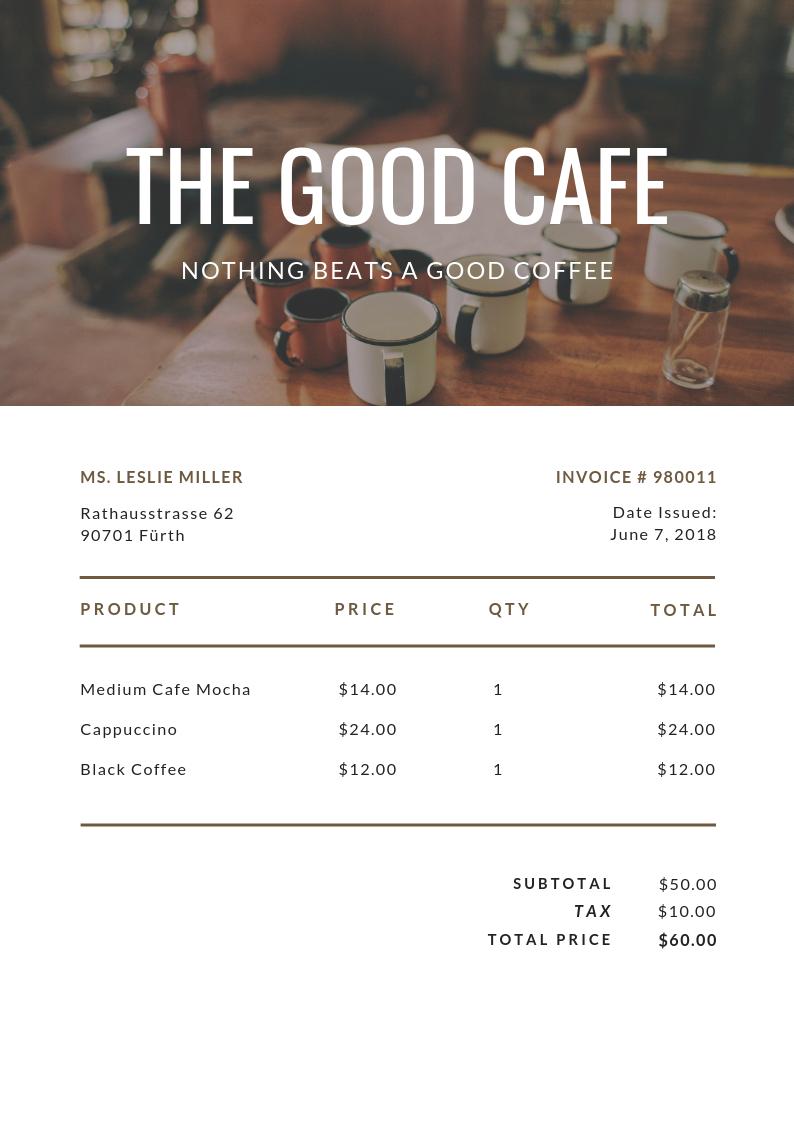 THE GOOD CAFE
NOTHING BEATS A GOOD COFFEE
MS. LESLIE MILLER
Rathausstrasse 62
90701 Fürth
INVOICE # 980011
Date Issued:
June 7, 2018
PRODUCT PRICE QTY TOTAL
Medium Cafe Mocha $14.00 1 $14.00
Cappuccino $24.00 1 $24.00
Black Coffee $12.00 1 $12.00
SUBTOTAL $50.00
TAX $10.00
TOTAL PRICE $60.00